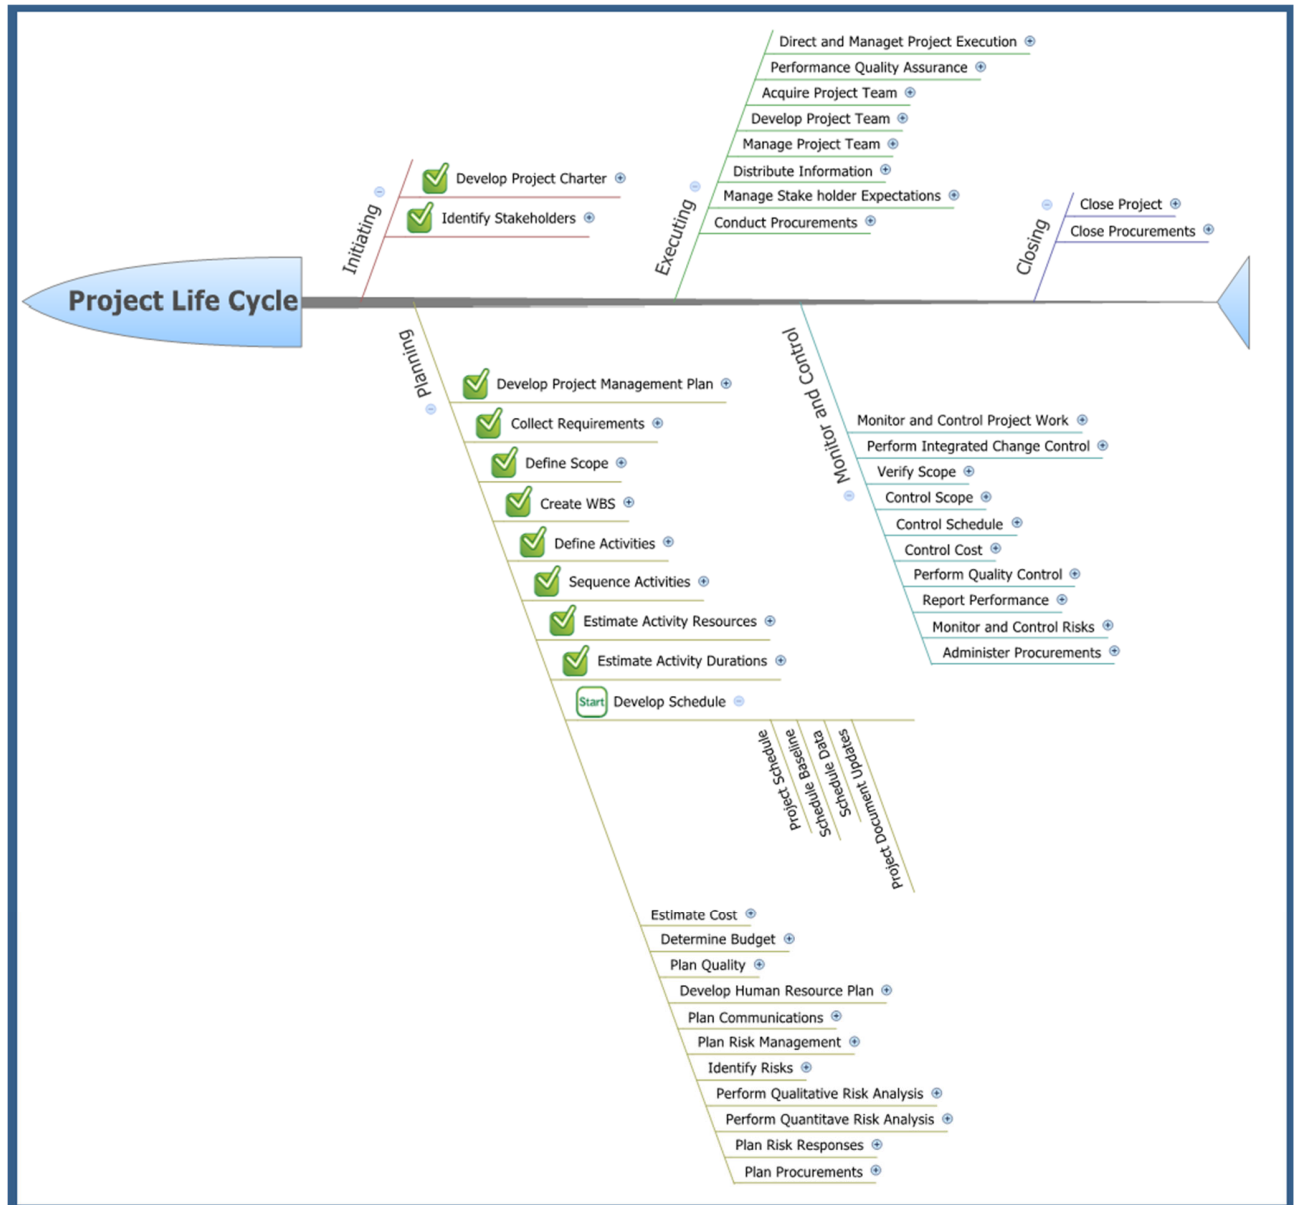 Project Life Cycle
Initiating
Develop Project Charter
Identify Stakeholders
Planning
Develop Project Management Plan
Collect Requirements
Define Scope
Create WBS
Define Activities
Sequence Activities
Estimate Activity Resources
Estimate Activity Durations
Start Develop Schedule
Project Schedule
Schedule Baseline
Schedule Data
Project Document Updates
Estimate Cost
Determine Budget
Plan Quality
Develop Human Resource Plan
Plan Communications
Plan Risk Management
Identify Risks
Perform Qualitative Risk Analysis
Perform Quantitave Risk Analysis
Plan Risk Responses
Plan Procurements
Executing
Direct and Managet Project Execution
Performance Quality Assurance
Acquire Project Team
Develop Project Team
Manage Project Team
Distribute Information
Manage Stake holder Expectations
Conduct Procurements
Monitor and Control
Monitor and Control Project Work
Perform Integrated Change Control
Verify Scope
Control Scope
Control Schedule
Control Cost
Perform Quality Control
Report Performance
Monitor and Control Risks
Administer Procurements
Closing
Close Project
Close Procurements